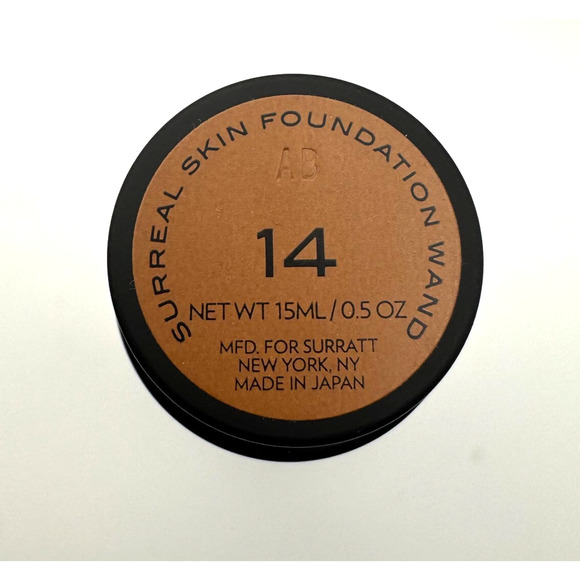 SURREAL SKIN FOUNDATION WAND
AB
14
NET WT 15ML / 0.5 OZ
MFD. FOR SURRATT
NEW YORK, NY
MADE IN JAPAN